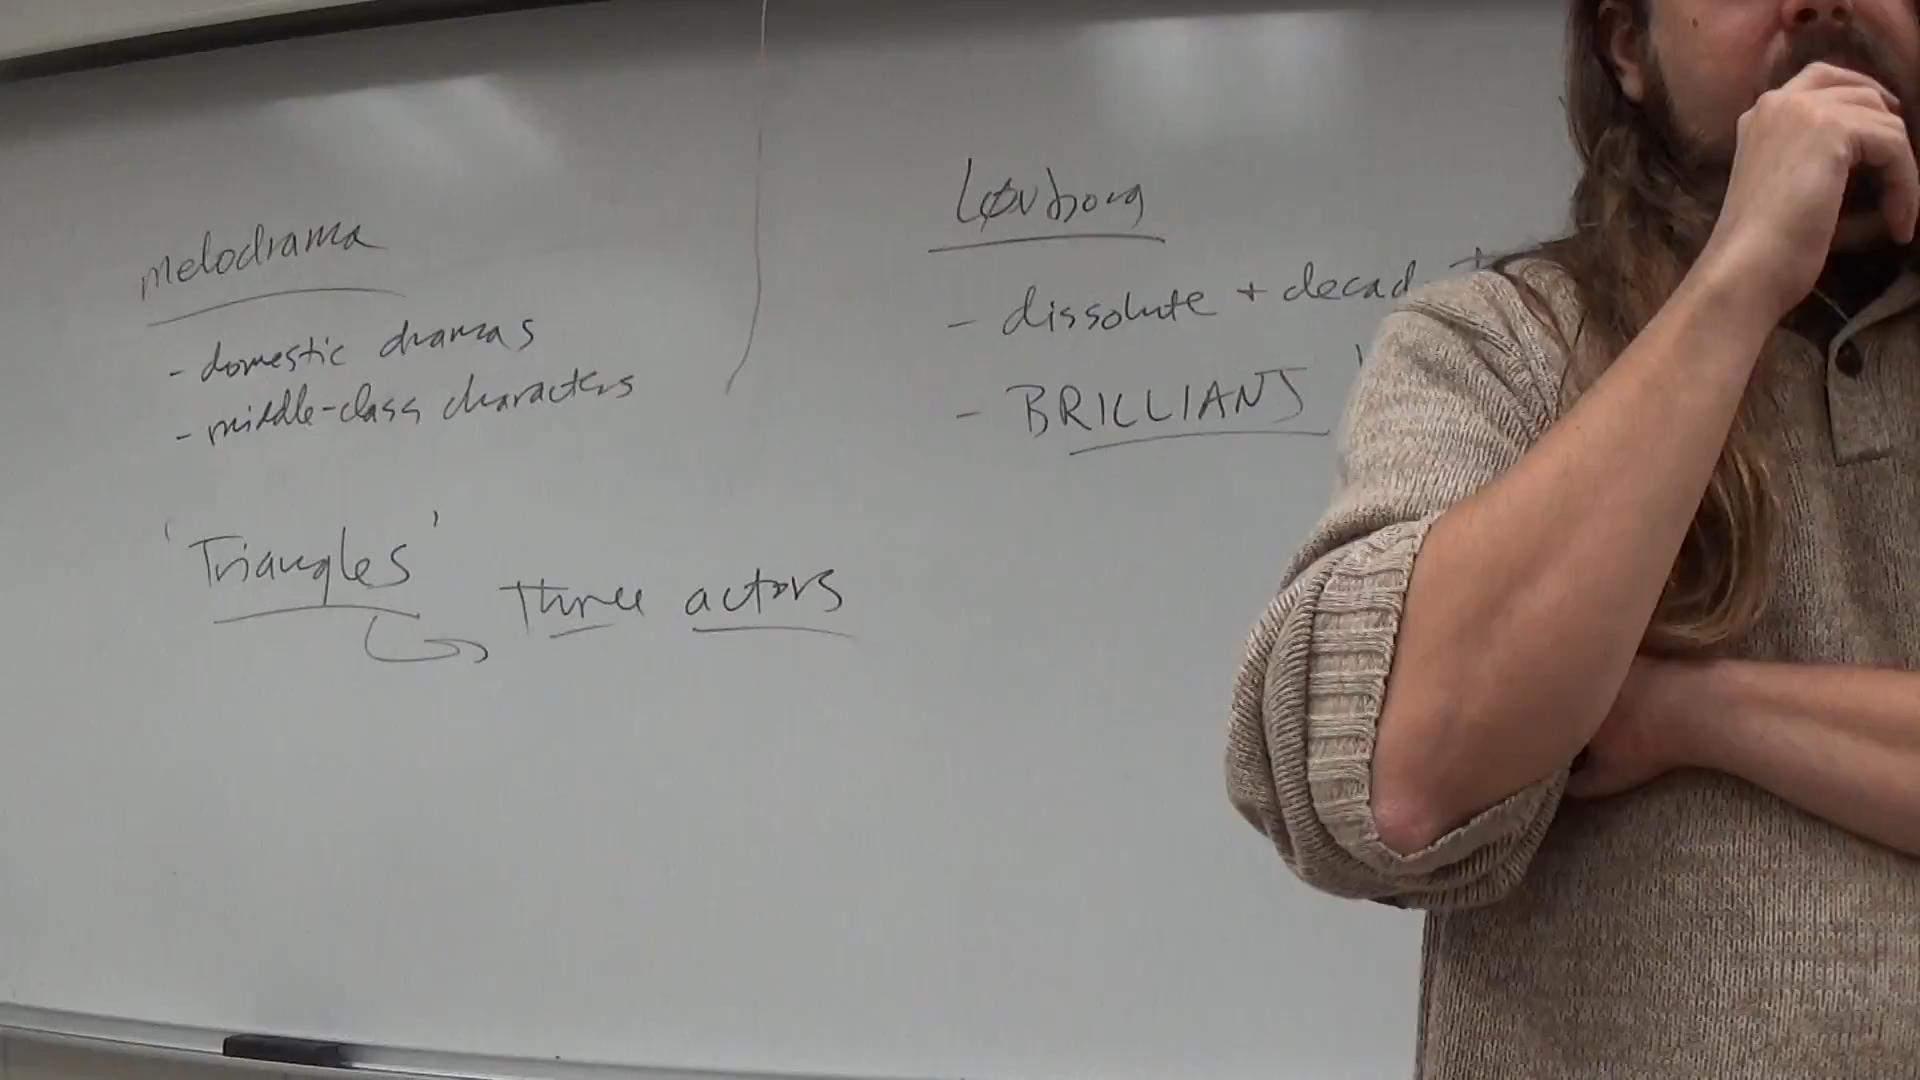 melodrama
- domestic dramas
- middle-class characters
'Triangles'
Three actors
Løvborg
- dissolute + decad
- BRILLIANT